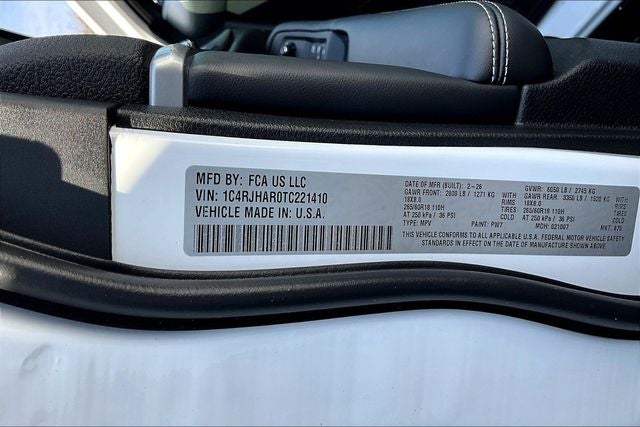 MFD BY: FCA US LLC
VIN: 1C4RJHAR0TC221410
VEHICLE MADE IN: U.S.A.
DATE OF MFR (BUILT): 2-26 GVWR: 6050 LB / 2745 KG
GAWR FRONT: 2800 LB / 1271 KG GAWR REAR: 3350 LB / 1520 KG
18X8.0 RIMS 18X8.0 RIMS
265/60R18 110H TIRES 265/60R18 110H TIRES
AT 250 kPa / 36 PSI COLD AT 250 kPa / 36 PSI COLD
TYPE: MPV PAINT: PW7 MDH: 021007 MKT: 875
THIS VEHICLE CONFORMS TO ALL APPLICABLE U.S.A. FEDERAL MOTOR VEHICLE SAFETY
STANDARDS IN EFFECT ON THE DATE OF MANUFACTURE SHOWN ABOVE.